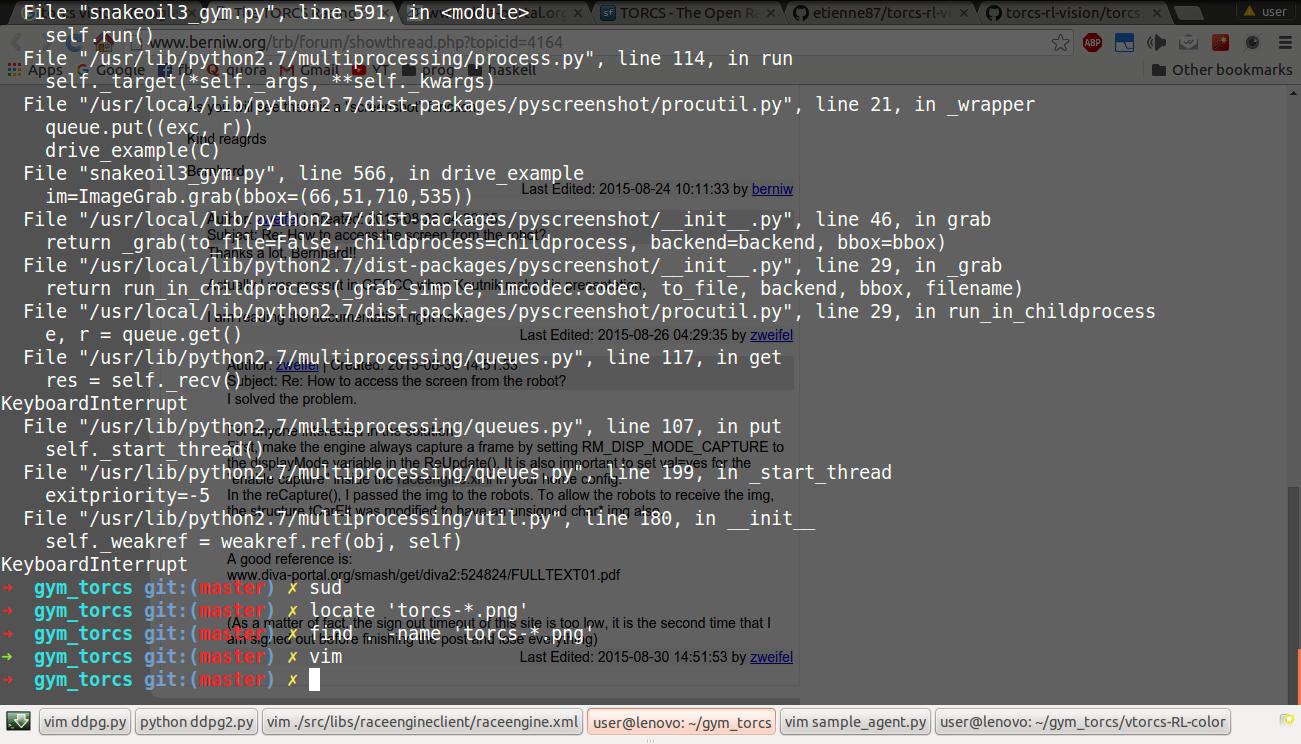 File "snakeoil3_gym.py", line 591, in <module>
self.run()
File "/usr/lib/python2.7/multiprocessing/process.py", line 114, in run
self._target(*self._args, **self._kwargs)
File "/usr/local/lib/python2.7/dist-packages/pyscreenshot/procutil.py", line 21, in _wrapper
queue.put((exc, r))
drive_example(C)
File "snakeoil3_gym.py", line 566, in drive_example
im=ImageGrab.grab(bbox=(66,51,710,535))
File "/usr/local/lib/python2.7/dist-packages/pyscreenshot/__init__.py", line 46, in grab
return _grab(to_file=False, childprocess=childprocess, backend=backend, bbox=bbox)
File "/usr/local/lib/python2.7/dist-packages/pyscreenshot/__init__.py", line 29, in _grab
return run_in_childprocess(_grab_simple, imcodec.codec, to_file, backend, bbox, filename)
File "/usr/local/lib/python2.7/dist-packages/pyscreenshot/procutil.py", line 29, in run_in_childprocess
e, r = queue.get()
File "/usr/lib/python2.7/multiprocessing/queues.py", line 117, in get
res = self._recv()
KeyboardInterrupt
File "/usr/lib/python2.7/multiprocessing/queues.py", line 107, in put
self._start_thread()
File "/usr/lib/python2.7/multiprocessing/queues.py", line 199, in _start_thread
exitpriority=-5
File "/usr/lib/python2.7/multiprocessing/util.py", line 180, in __init__
self._weakref = weakref.ref(obj, self)
KeyboardInterrupt
➜ gym_torcs git:(master) ✗ sud
➜ gym_torcs git:(master) ✗ locate 'torcs-*.png'
➜ gym_torcs git:(master) ✗ find . -name 'torcs-*.png'
➜ gym_torcs git:(master) ✗ vim
➜ gym_torcs git:(master) ✗
TORCS - The Open Ra
etienne87/torcs-rl-vi
torcs-rl-vision/torcs
user
www.berniw.org/trb/forum/showthread.php?topicid=4164
ABP
Apps Google fb quora Gmail YT prog haskell
Other bookmarks
Kind reagrds
Bernhard
Last Edited: 2015-08-24 10:11:33 by berniw
Subject: Re: How to access the screen from the robot?
Thanks a lot, Bernhard!!
I am reading the documentation right now.
Last Edited: 2015-08-26 04:29:35 by zweifel
Author: zweifel | Created: 2015-08-30 14:51:53
Subject: Re: How to access the screen from the robot?
I solved the problem.
For anyone interested in the solution:
First, make the engine always capture a frame by setting RM_DISP_MODE_CAPTURE to
the displayMode variable in the ReUpdate(). It is also important to set val=yes for the
"enable capture" inside the raceengine.xml in your home config.
In the reCapture(), I passed the img to the robots. To allow the robots to receive the img,
the structure tCarElt was modified to have an unsigned char* img also.
A good reference is:
www.diva-portal.org/smash/get/diva2:524824/FULLTEXT01.pdf
(As a matter of fact, the sign out timeout of this site is too low, it is the second time that I
am signed out before finishing the post and lose everything)
Last Edited: 2015-08-30 14:51:53 by zweifel
vim ddpg.py
python ddpg2.py
vim ./src/libs/raceengineclient/raceengine.xml
user@lenovo: ~/gym_torcs
vim sample_agent.py
user@lenovo: ~/gym_torcs/vtorcs-RL-color